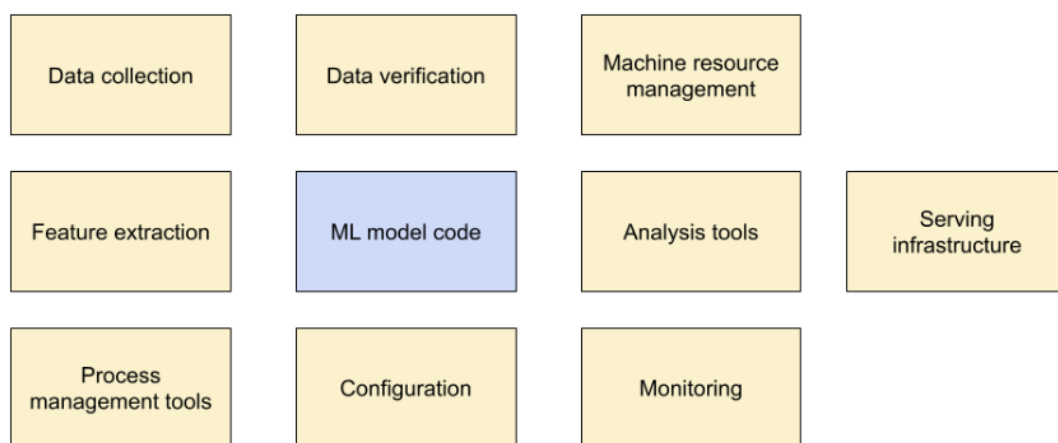 Data collection
Data verification
Machine resource
management
Feature extraction
ML model code
Analysis tools
Serving
infrastructure
Process
management tools
Configuration
Monitoring